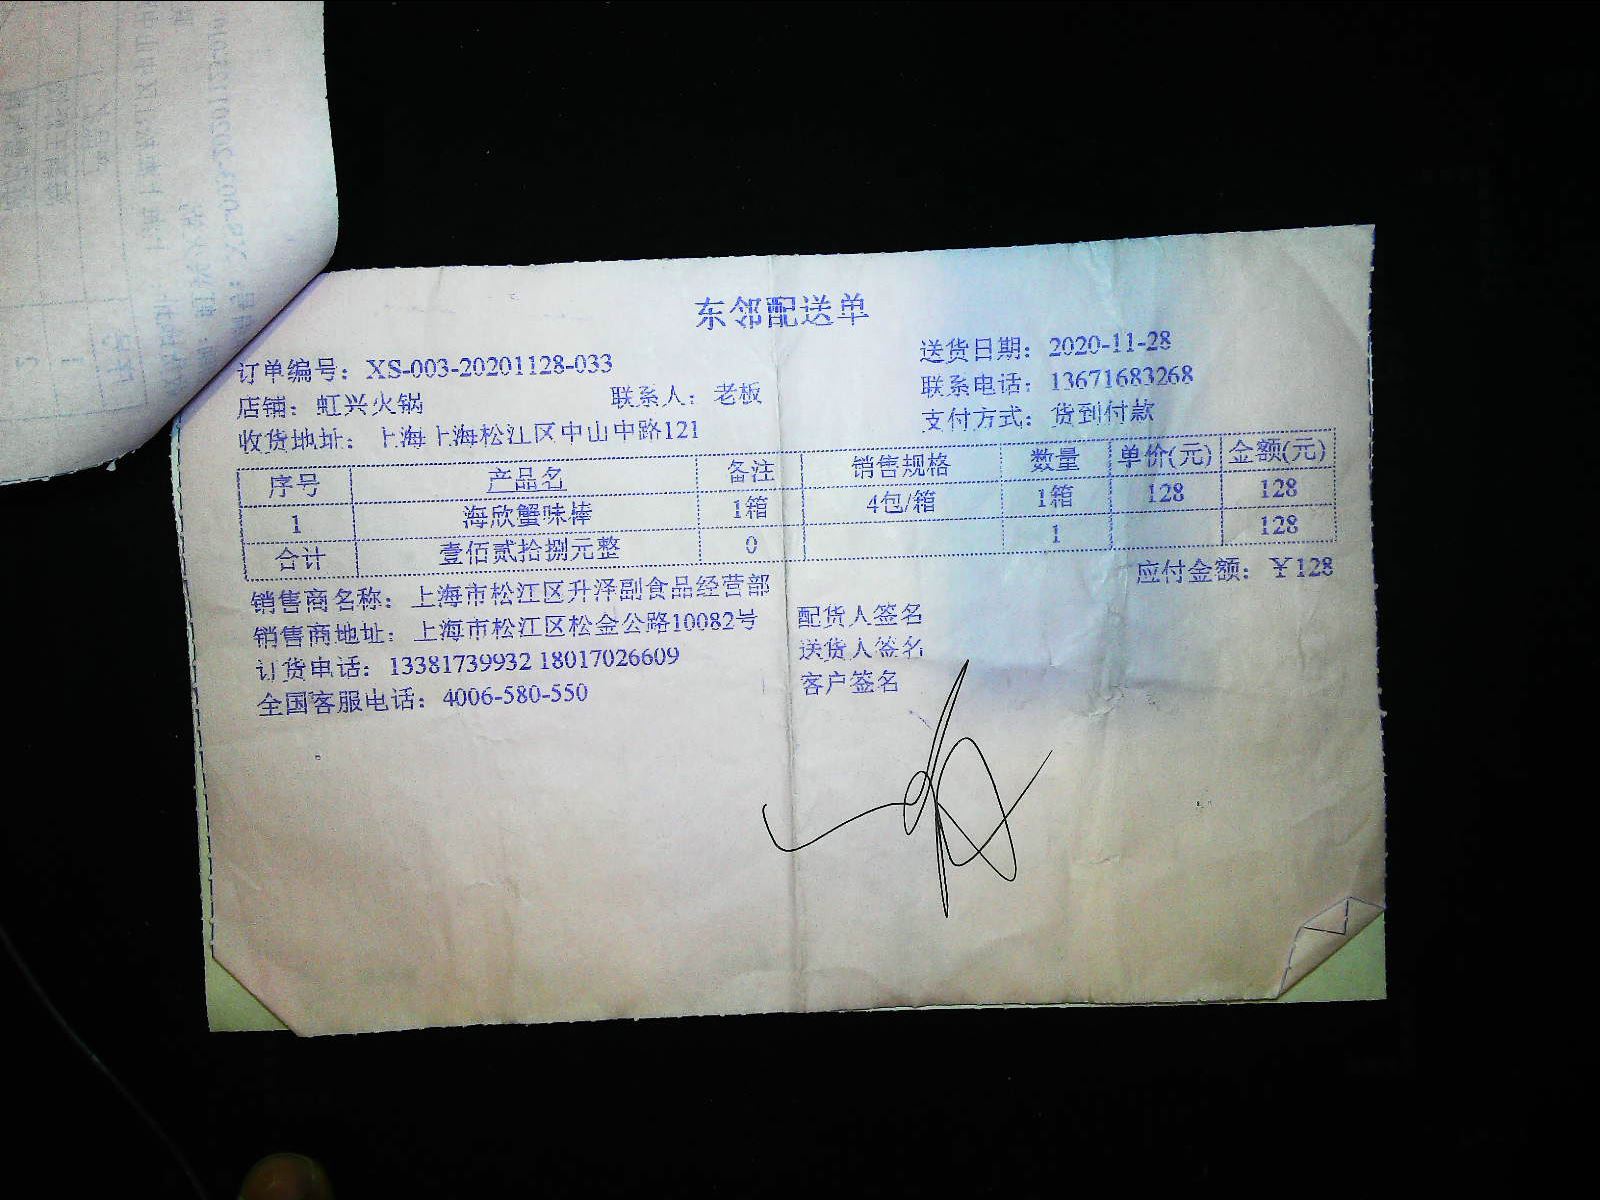 东邻配送单
订单编号：XS-003-20201128-033 送货日期：2020-11-28
店铺：虹兴火锅 联系人：老板 联系电话：13671683268
收货地址：上海上海松江区中山中路121 支付方式：货到付款
序号 产品名 备注 销售规格 数量 单价(元) 金额(元)
1 海欣蟹味棒 1箱 4包/箱 1箱 128 128
合计 壹佰贰拾捌元整 0 1 128
应付金额：￥128
销售商名称：上海市松江区升泽副食品经营部 配货人签名
销售商地址：上海市松江区松金公路10082号 送货人签名
订货电话：13381739932 18017026609 客户签名
全国客服电话：4006-580-550